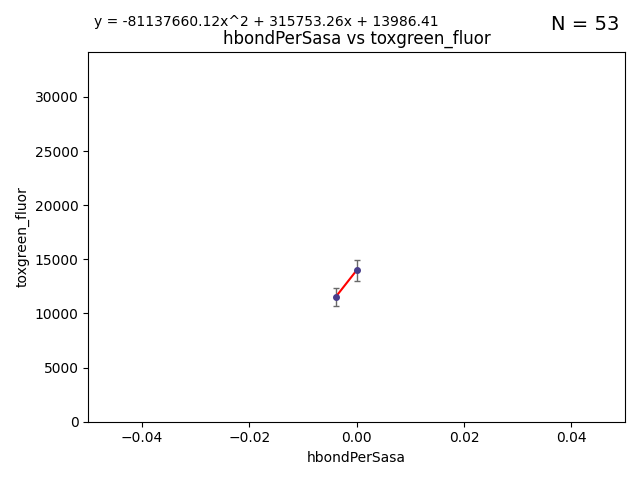 y = -81137660.12x^2 + 315753.26x + 13986.41
N = 53
hbondPerSasa vs toxgreen_fluor
30000
25000
20000
15000
10000
5000
0
toxgreen_fluor
−0.04
−0.02
0.00
0.02
0.04
hbondPerSasa